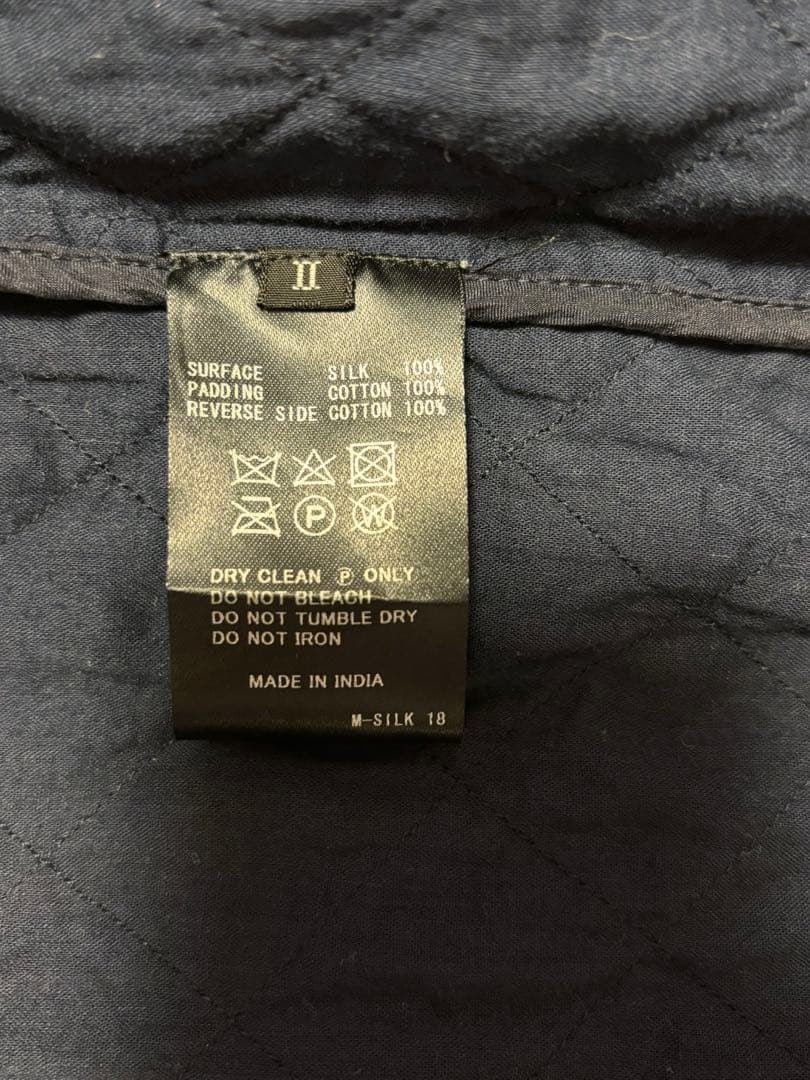 II
SURFACE SILK 100%
PADDING COTTON 100%
REVERSE SIDE COTTON 100%
P W
DRY CLEAN Ⓟ ONLY
DO NOT BLEACH
DO NOT TUMBLE DRY
DO NOT IRON
MADE IN INDIA
M-SILK 18